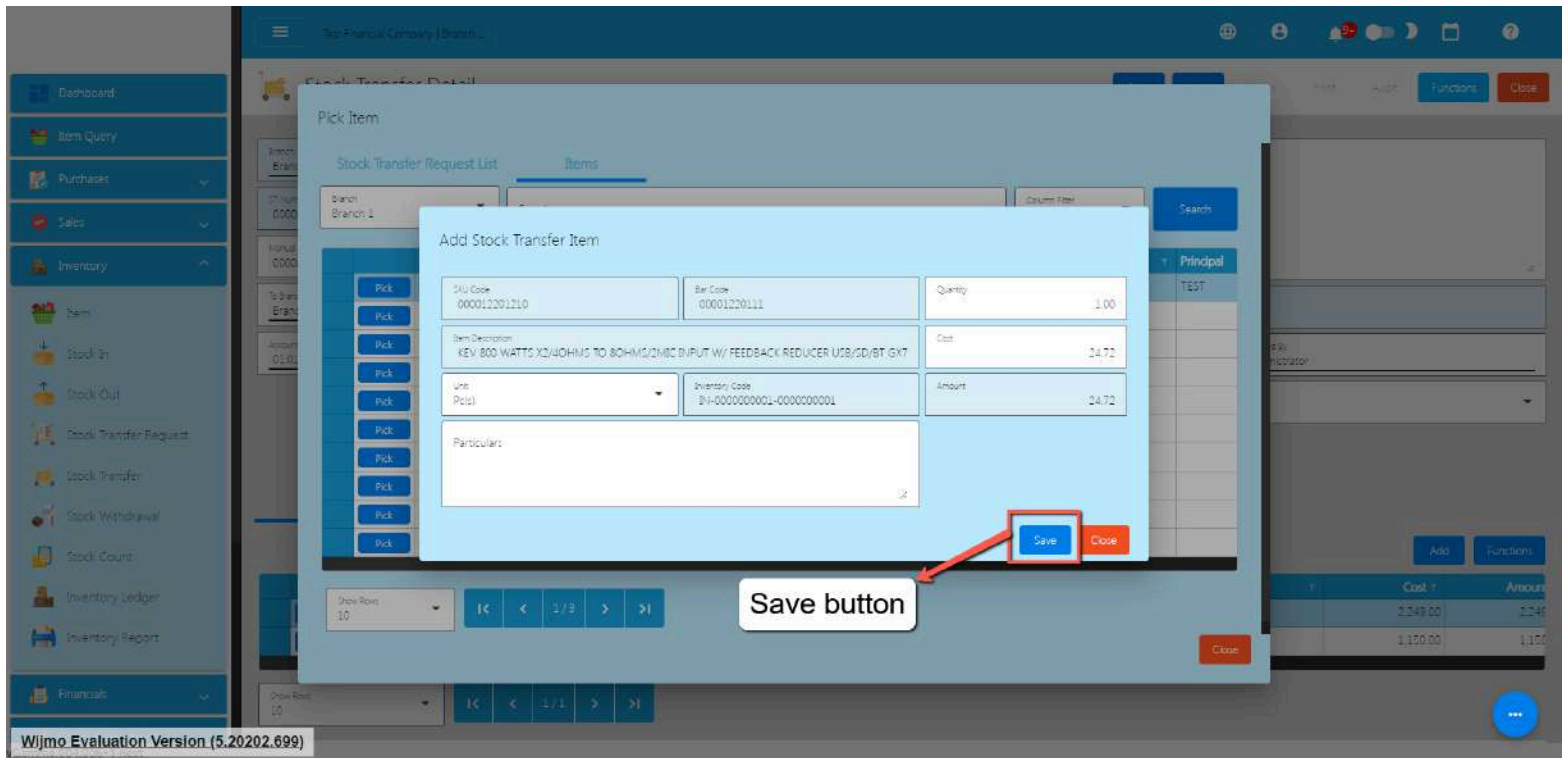 Test Financial Company | Branch 1
9+
Dashboard
Item Query
Purchases
Sales
Inventory
Item
Stock In
Stock Out
Stock Transfer Request
Stock Transfer
Stock Withdrawal
Stock Count
Inventory Ledger
Inventory Report
Financials
Stock Transfer Detail
Print
Functions
Close
Pick Item
Stock Transfer Request List
Items
Branch
Branch 1
Column Filter
Search
Principal
TEST
Pick
Pick
Pick
Pick
Pick
Pick
Pick
Pick
Pick
Pick
Add Stock Transfer Item
SKU Code
000012201210
Bar Code
00001220111
Quantity
1.00
Item Description
KEV 800 WATTS X2/4OHMS TO 8OHMS/2MIC INPUT W/ FEEDBACK REDUCER USB/SD/BT GX7
Cost
24.72
Unit
Pc(s)
Inventory Code
IN-0000000001-0000000001
Amount
24.72
Particulars
Save
Close
Save button
Show Rows
10
1/3
Close
Add
Functions
Cost
Amoun
2,249.00
1,150.00
Show Rows
10
1/1
Wijmo Evaluation Version (5.20202.699)